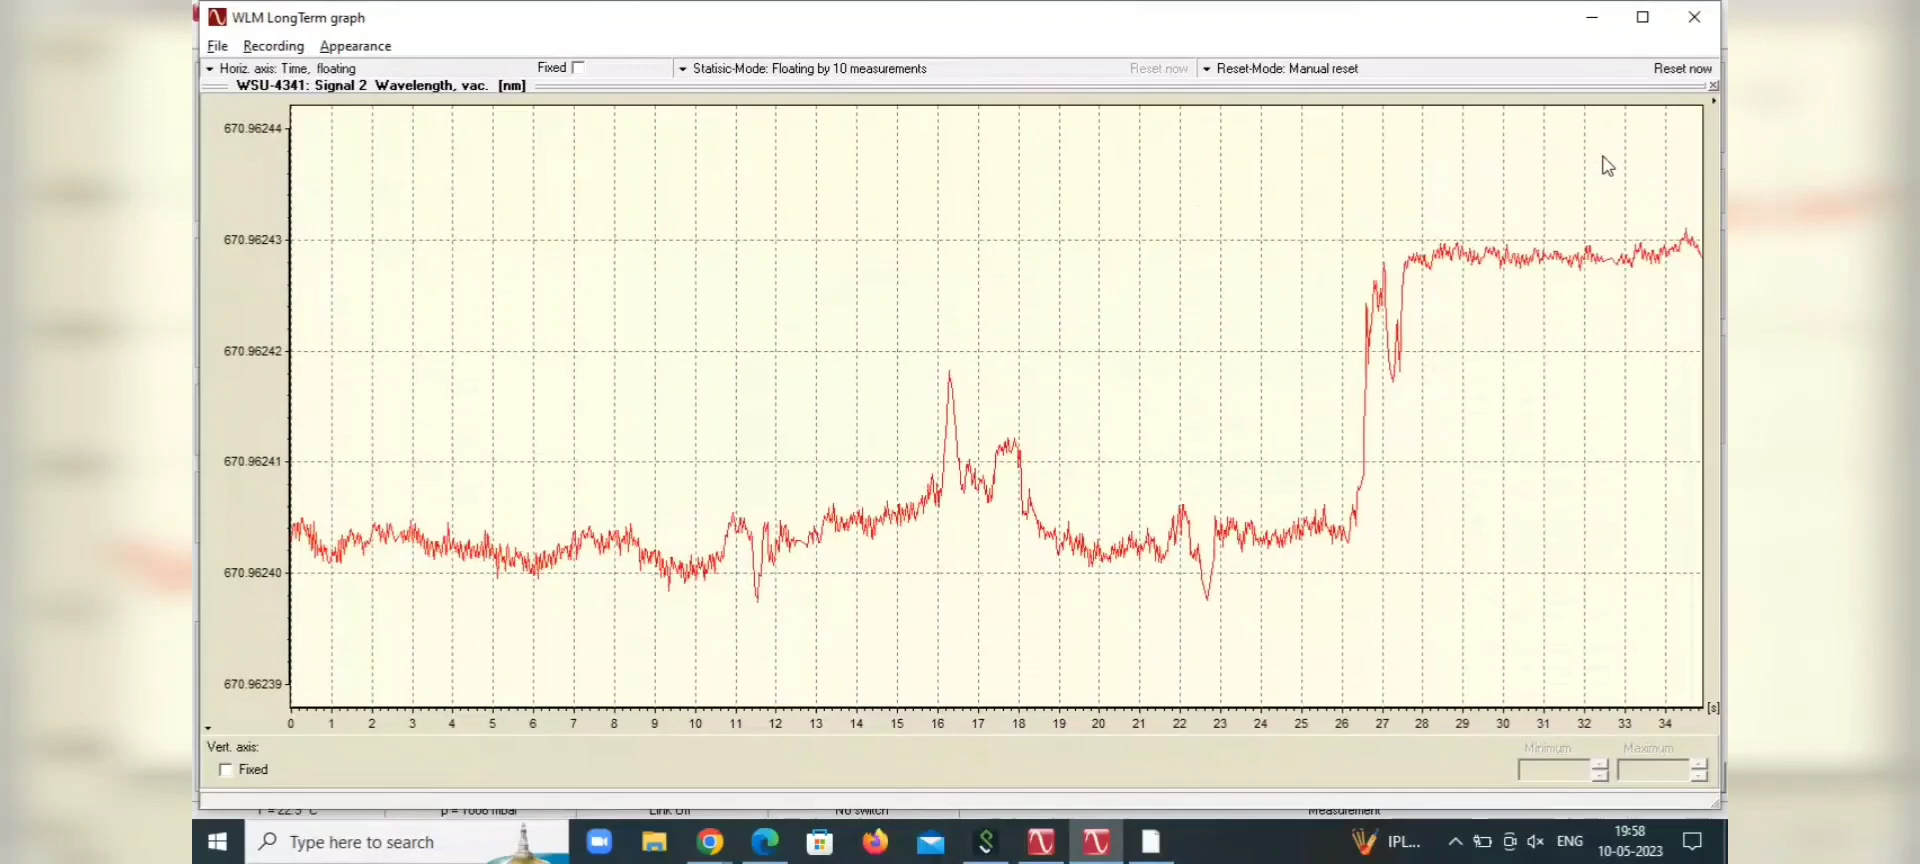 WLM LongTerm graph
File Recording Appearance
Horiz. axis: Time, floating Fixed Statisic-Mode: Floating by 10 measurements Reset now Reset-Mode: Manual reset Reset now
WSU-4341: Signal 2 Wavelength, vac. [nm]
670.96244
670.96243
670.96242
670.96241
670.96240
670.96239
0 1 2 3 4 5 6 7 8 9 10 11 12 13 14 15 16 17 18 19 20 21 22 23 24 25 26 27 28 29 30 31 32 33 34 [s]
Vert. axis:
Minimum Maximum
Fixed
Measurement
Type here to search IPL... ENG 19:58
10-05-2023